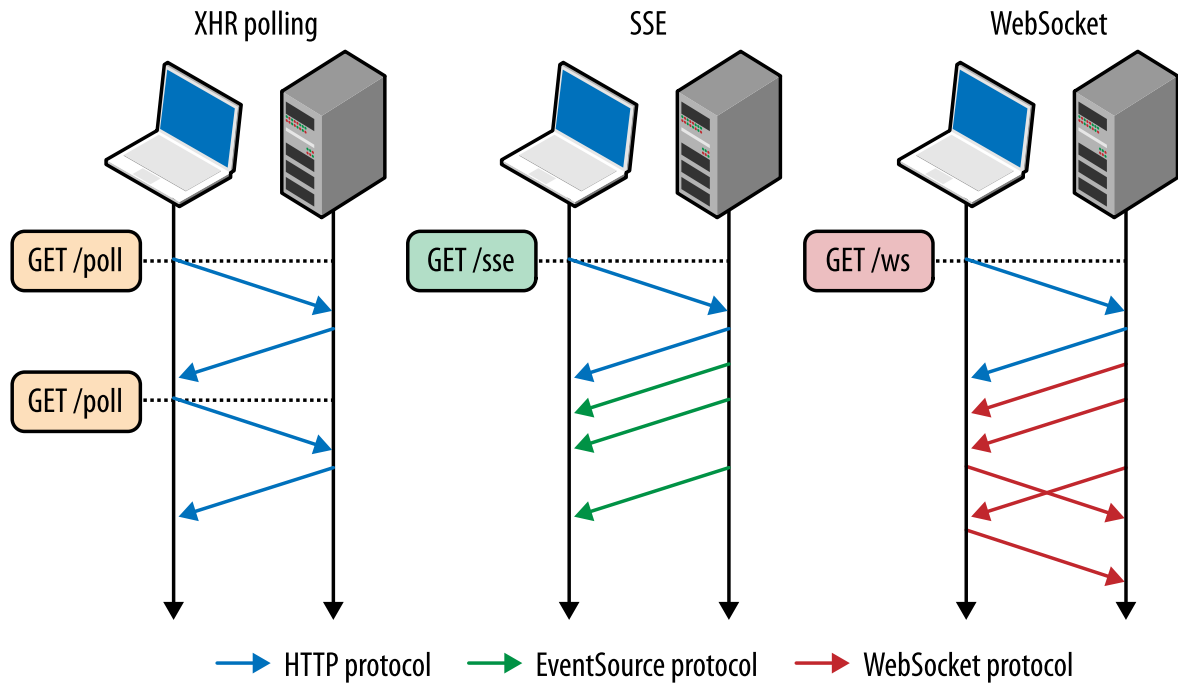 XHR polling
SSE
WebSocket
GET /poll
GET /sse
GET /ws
GET /poll
HTTP protocol
EventSource protocol
WebSocket protocol